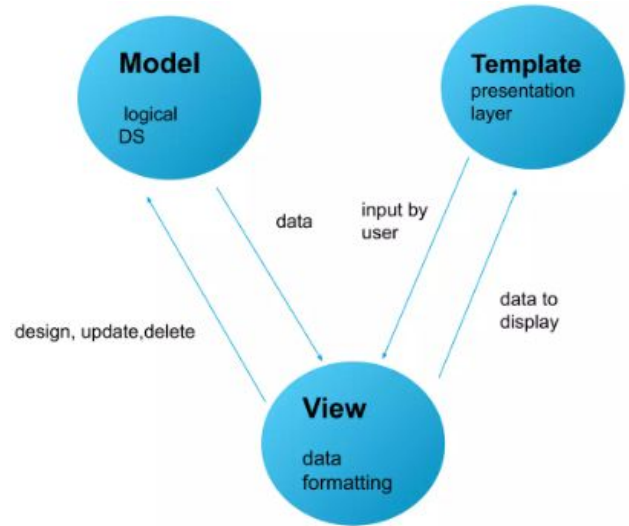 Model
logical
DS
Template
presentation
layer
data
input by
user
design, update,delete
data to
display
View
data
formatting